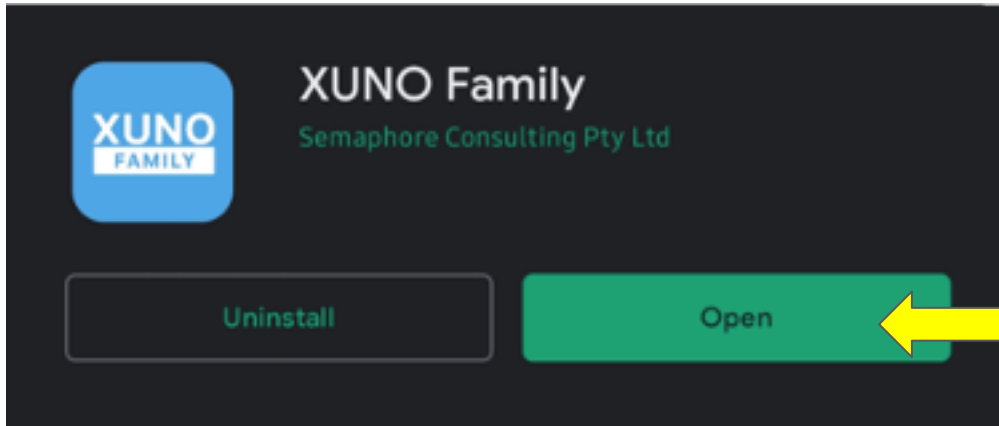 XUNO Family
Semaphore Consulting Pty Ltd
XUNO
FAMILY
Uninstall
Open